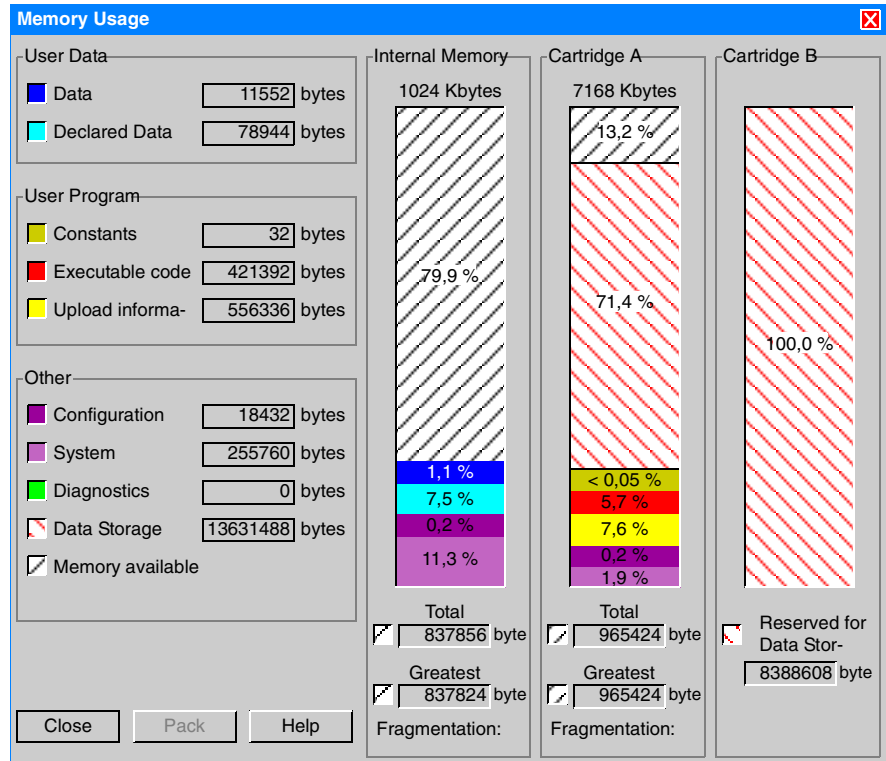 Memory Usage
User Data
Data 11552 bytes
Declared Data 78944 bytes
User Program
Constants 32 bytes
Executable code 421392 bytes
Upload informa- 556336 bytes
Other
Configuration 18432 bytes
System 255760 bytes
Diagnostics 0 bytes
Data Storage 13631488 bytes
Memory available
Close Pack Help
Internal Memory
1024 Kbytes
79,9 %
1,1 %
7,5 %
0,2 %
11,3 %
Total
837856 byte
Greatest
837824 byte
Fragmentation:
Cartridge A
7168 Kbytes
13,2 %
71,4 %
< 0,05 %
5,7 %
7,6 %
0,2 %
1,9 %
Total
965424 byte
Greatest
965424 byte
Fragmentation:
Cartridge B
100,0 %
Reserved for
Data Stor-
8388608 byte